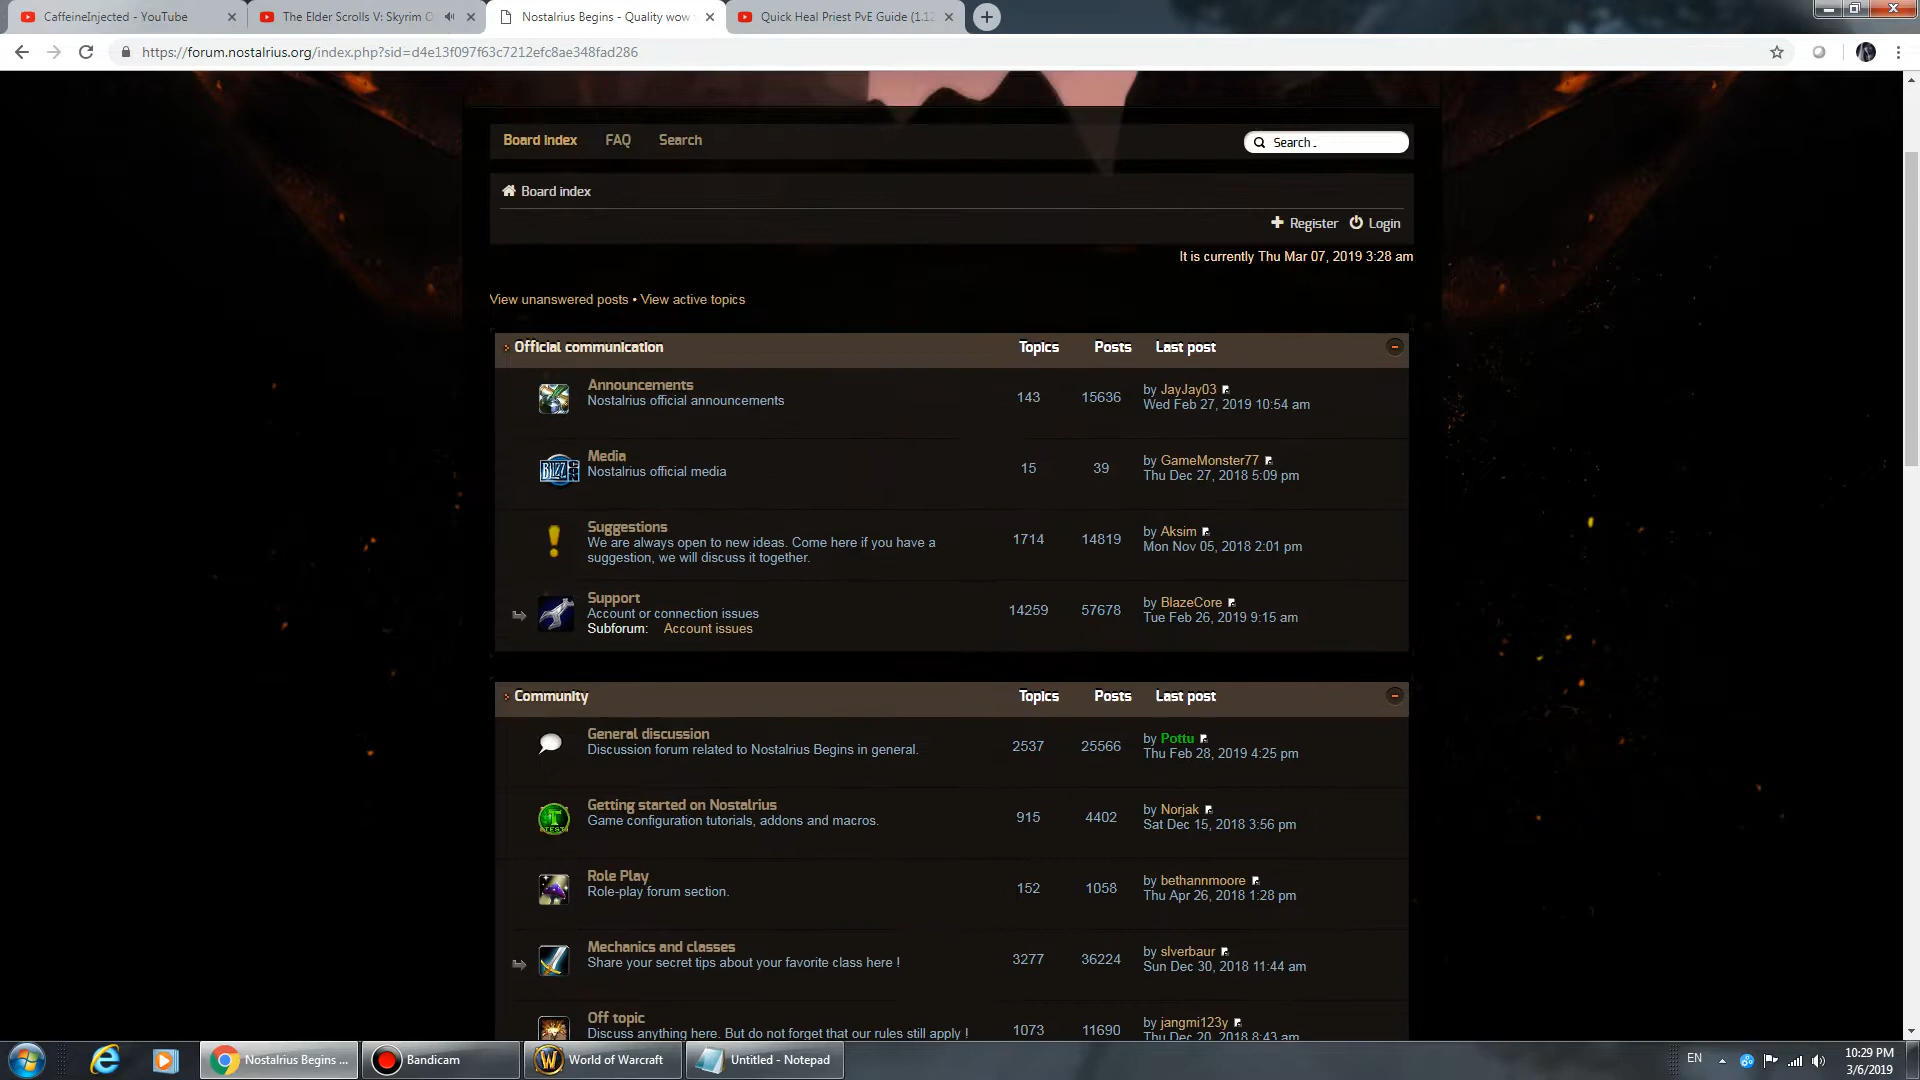 CaffeineInjected - YouTube
The Elder Scrolls V: Skyrim
Nostalrius Begins - Quality wow
Quick Heal Priest PvE Guide (1.12
https://forum.nostalrius.org/index.php?sid=d4e13f097f63c7212efc8ae348fad286
Board index FAQ Search
Search…
Board index
Register Login
It is currently Thu Mar 07, 2019 3:28 am
View unanswered posts • View active topics
Official communication Topics Posts Last post
Announcements
Nostalrius official announcements
143 15636
by JayJay03
Wed Feb 27, 2019 10:54 am
Media
Nostalrius official media
15 39
by GameMonster77
Thu Dec 27, 2018 5:09 pm
Suggestions
We are always open to new ideas. Come here if you have a
suggestion, we will discuss it together.
1714 14819
by Aksim
Mon Nov 05, 2018 2:01 pm
Support
Account or connection issues
Subforum: Account issues
14259 57678
by BlazeCore
Tue Feb 26, 2019 9:15 am
Community Topics Posts Last post
General discussion
Discussion forum related to Nostalrius Begins in general.
2537 25566
by Pottu
Thu Feb 28, 2019 4:25 pm
Getting started on Nostalrius
Game configuration tutorials, addons and macros.
915 4402
by Norjak
Sat Dec 15, 2018 3:56 pm
Role Play
Role-play forum section.
152 1058
by bethannmoore
Thu Apr 26, 2018 1:28 pm
Mechanics and classes
Share your secret tips about your favorite class here !
3277 36224
by slverbaur
Sun Dec 30, 2018 11:44 am
Off topic
Discuss anything here. But do not forget that our rules still apply !
1073 11690
by jangmi123y
Thu Dec 20, 2018 8:43 am
Nostalrius Begins ...
Bandicam
World of Warcraft
Untitled - Notepad
EN
10:29 PM
3/6/2019